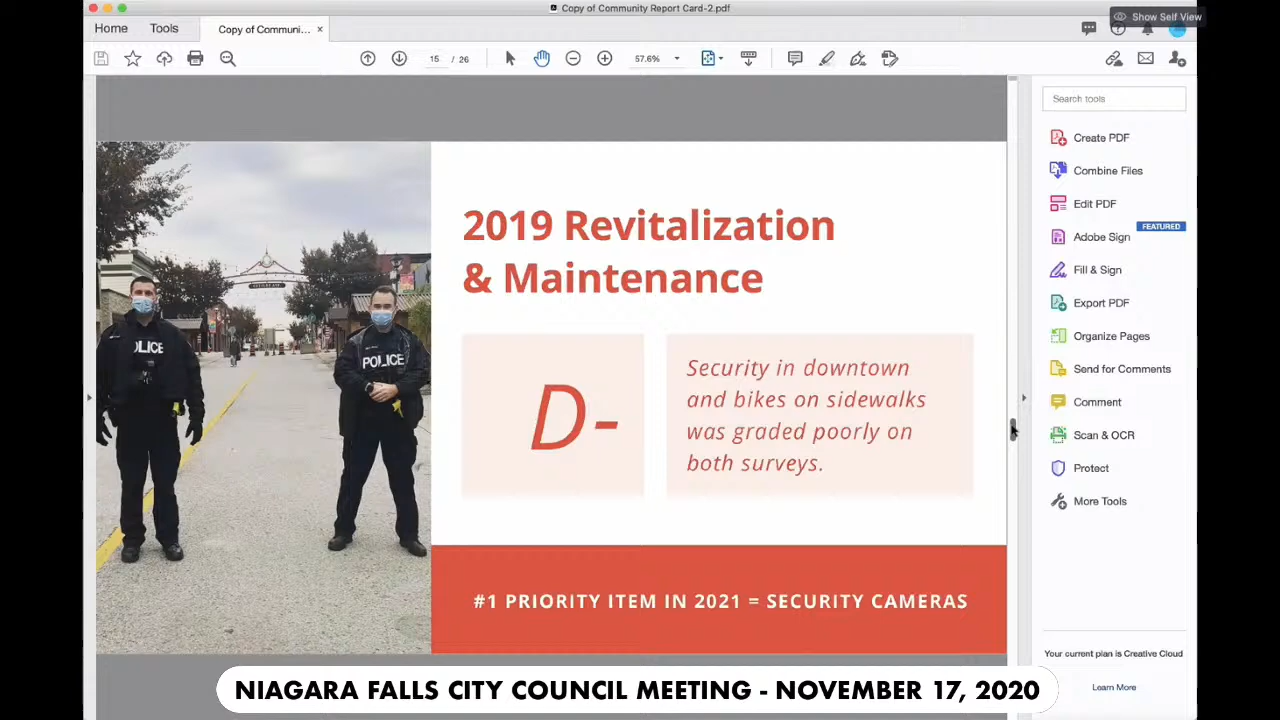 Copy of Community Report Card-2.pdf
Show Self View
Home
Tools
Copy of Communi...
15 / 26
57.6%
Search tools
Create PDF
Combine Files
Edit PDF
FEATURED
Adobe Sign
Fill & Sign
Export PDF
Organize Pages
Send for Comments
Comment
Scan & OCR
Protect
More Tools
2019 Revitalization
& Maintenance
D-
Security in downtown
and bikes on sidewalks
was graded poorly on
both surveys.
#1 PRIORITY ITEM IN 2021 = SECURITY CAMERAS
OLICE
POLICE
Your current plan is Creative Cloud
Learn More
NIAGARA FALLS CITY COUNCIL MEETING - NOVEMBER 17, 2020